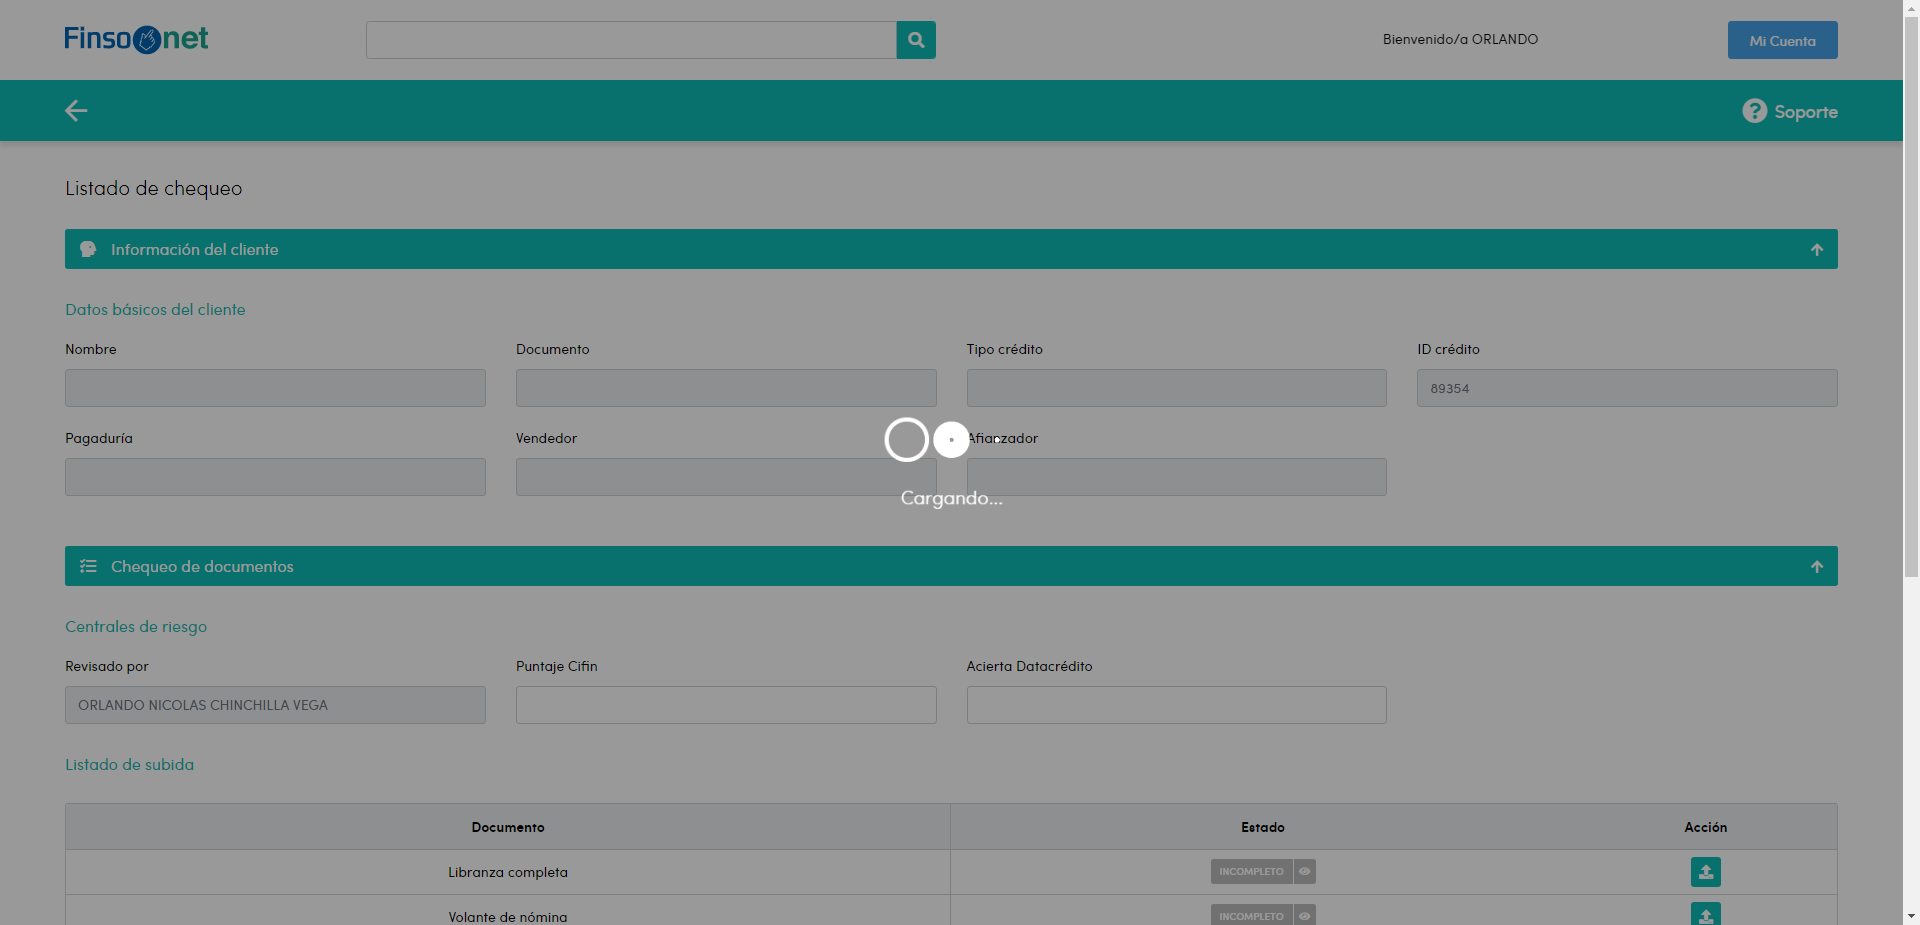 Finsonet
Bienvenido/a ORLANDO
Mi Cuenta
Soporte
Listado de chequeo
Información del cliente
Datos básicos del cliente
Nombre
Documento
Tipo crédito
ID crédito
89354
Pagaduría
Vendedor
Afianzador
Cargando...
Chequeo de documentos
Centrales de riesgo
Revisado por
Puntaje Cifin
Acierta Datacrédito
ORLANDO NICOLAS CHINCHILLA VEGA
Listado de subida
Documento
Estado
Acción
Libranza completa
INCOMPLETO
Volante de nómina
INCOMPLETO